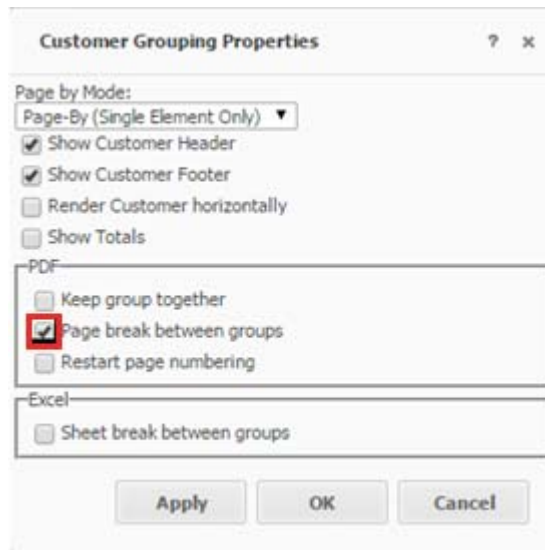 Customer Grouping Properties ? x
Page by Mode:
Page-By (Single Element Only) ▼
Show Customer Header
Show Customer Footer
Render Customer horizontally
Show Totals
PDF
Keep group together
Page break between groups
Restart page numbering
Excel
Sheet break between groups
Apply OK Cancel